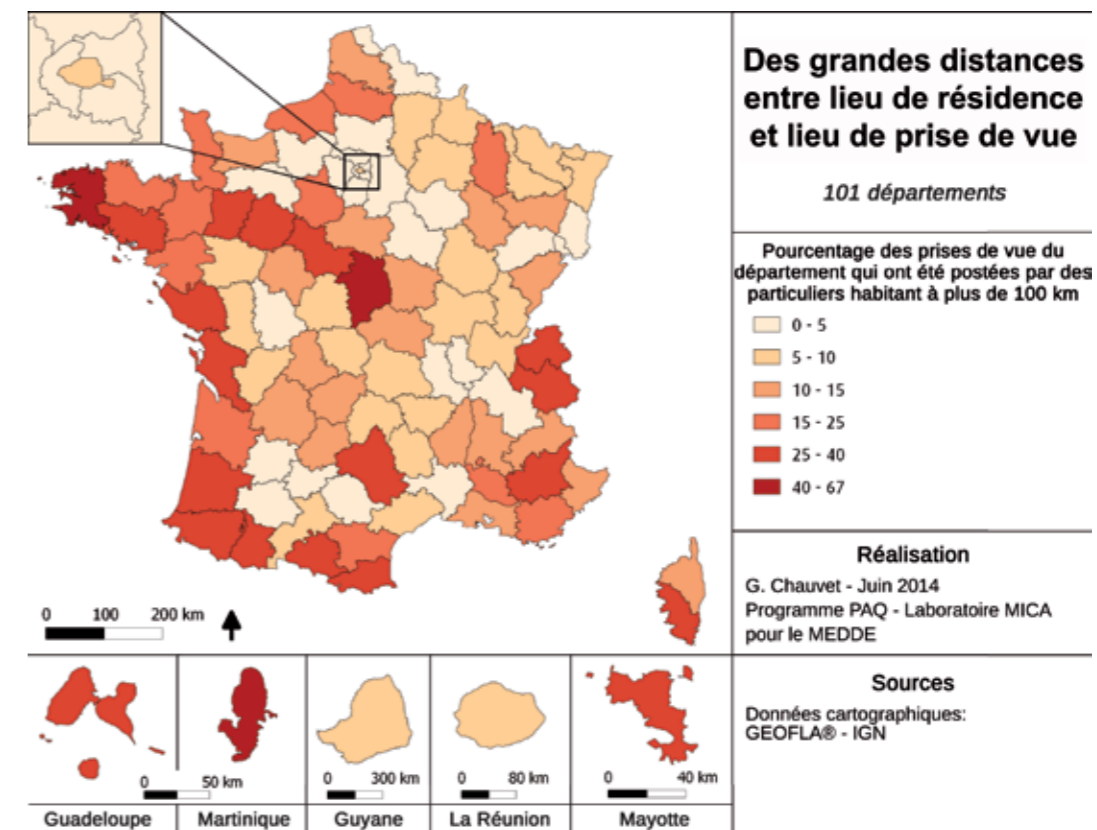 Des grandes distances
entre lieu de résidence
et lieu de prise de vue
101 départements
Pourcentage des prises de vue du
département qui ont été postées par des
particuliers habitant à plus de 100 km
0 - 5
5 - 10
10 - 15
15 - 25
25 - 40
40 - 67
Réalisation
G. Chauvet - Juin 2014
Programme PAQ - Laboratoire MICA
pour le MEDDE
Sources
Données cartographiques:
GEOFLA® - IGN
0 100 200 km
0 50 km
0 300 km
0 80 km
0 40 km
Guadeloupe
Martinique
Guyane
La Réunion
Mayotte